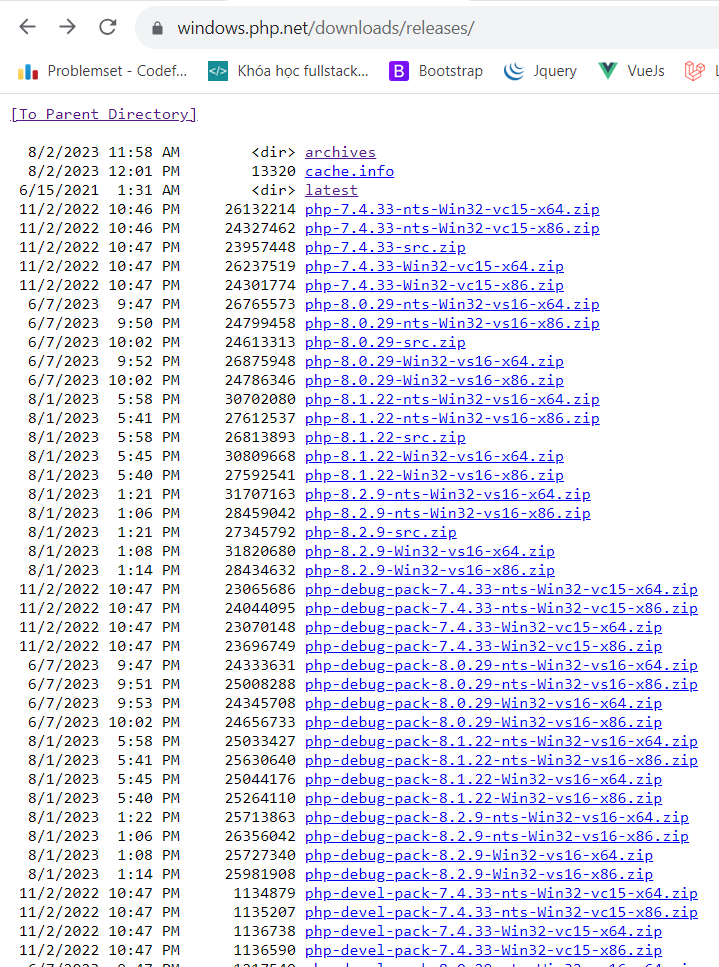 windows.php.net/downloads/releases/
Problemset - Codef... Khóa học fullstack... B Bootstrap Jquery VueJs
[To Parent Directory]
8/2/2023 11:58 AM <dir> archives
8/2/2023 12:01 PM 13320 cache.info
6/15/2021 1:31 AM <dir> latest
11/2/2022 10:46 PM 26132214 php-7.4.33-nts-Win32-vc15-x64.zip
11/2/2022 10:46 PM 24327462 php-7.4.33-nts-Win32-vc15-x86.zip
11/2/2022 10:47 PM 23957448 php-7.4.33-src.zip
11/2/2022 10:47 PM 26237519 php-7.4.33-Win32-vc15-x64.zip
11/2/2022 10:47 PM 24301774 php-7.4.33-Win32-vc15-x86.zip
6/7/2023 9:47 PM 26765573 php-8.0.29-nts-Win32-vs16-x64.zip
6/7/2023 9:50 PM 24799458 php-8.0.29-nts-Win32-vs16-x86.zip
6/7/2023 10:02 PM 24613313 php-8.0.29-src.zip
6/7/2023 9:52 PM 26875948 php-8.0.29-Win32-vs16-x64.zip
6/7/2023 10:02 PM 24786346 php-8.0.29-Win32-vs16-x86.zip
8/1/2023 5:58 PM 30702080 php-8.1.22-nts-Win32-vs16-x64.zip
8/1/2023 5:41 PM 27612537 php-8.1.22-nts-Win32-vs16-x86.zip
8/1/2023 5:58 PM 26813893 php-8.1.22-src.zip
8/1/2023 5:45 PM 30809668 php-8.1.22-Win32-vs16-x64.zip
8/1/2023 5:40 PM 27592541 php-8.1.22-Win32-vs16-x86.zip
8/1/2023 1:21 PM 31707163 php-8.2.9-nts-Win32-vs16-x64.zip
8/1/2023 1:06 PM 28459042 php-8.2.9-nts-Win32-vs16-x86.zip
8/1/2023 1:21 PM 27345792 php-8.2.9-src.zip
8/1/2023 1:08 PM 31820680 php-8.2.9-Win32-vs16-x64.zip
8/1/2023 1:14 PM 28434632 php-8.2.9-Win32-vs16-x86.zip
11/2/2022 10:47 PM 23065686 php-debug-pack-7.4.33-nts-Win32-vc15-x64.zip
11/2/2022 10:47 PM 24044095 php-debug-pack-7.4.33-nts-Win32-vc15-x86.zip
11/2/2022 10:47 PM 23070148 php-debug-pack-7.4.33-Win32-vc15-x64.zip
11/2/2022 10:47 PM 23696749 php-debug-pack-7.4.33-Win32-vc15-x86.zip
6/7/2023 9:47 PM 24333631 php-debug-pack-8.0.29-nts-Win32-vs16-x64.zip
6/7/2023 9:51 PM 25008288 php-debug-pack-8.0.29-nts-Win32-vs16-x86.zip
6/7/2023 9:53 PM 24345708 php-debug-pack-8.0.29-Win32-vs16-x64.zip
6/7/2023 10:02 PM 24656733 php-debug-pack-8.0.29-Win32-vs16-x86.zip
8/1/2023 5:58 PM 25033427 php-debug-pack-8.1.22-nts-Win32-vs16-x64.zip
8/1/2023 5:41 PM 25630640 php-debug-pack-8.1.22-nts-Win32-vs16-x86.zip
8/1/2023 5:45 PM 25044176 php-debug-pack-8.1.22-Win32-vs16-x64.zip
8/1/2023 5:40 PM 25264110 php-debug-pack-8.1.22-Win32-vs16-x86.zip
8/1/2023 1:22 PM 25713863 php-debug-pack-8.2.9-nts-Win32-vs16-x64.zip
8/1/2023 1:06 PM 26356042 php-debug-pack-8.2.9-nts-Win32-vs16-x86.zip
8/1/2023 1:08 PM 25727340 php-debug-pack-8.2.9-Win32-vs16-x64.zip
8/1/2023 1:14 PM 25981908 php-debug-pack-8.2.9-Win32-vs16-x86.zip
11/2/2022 10:47 PM 1134879 php-devel-pack-7.4.33-nts-Win32-vc15-x64.zip
11/2/2022 10:47 PM 1135207 php-devel-pack-7.4.33-nts-Win32-vc15-x86.zip
11/2/2022 10:47 PM 1136738 php-devel-pack-7.4.33-Win32-vc15-x64.zip
11/2/2022 10:47 PM 1136590 php-devel-pack-7.4.33-Win32-vc15-x86.zip